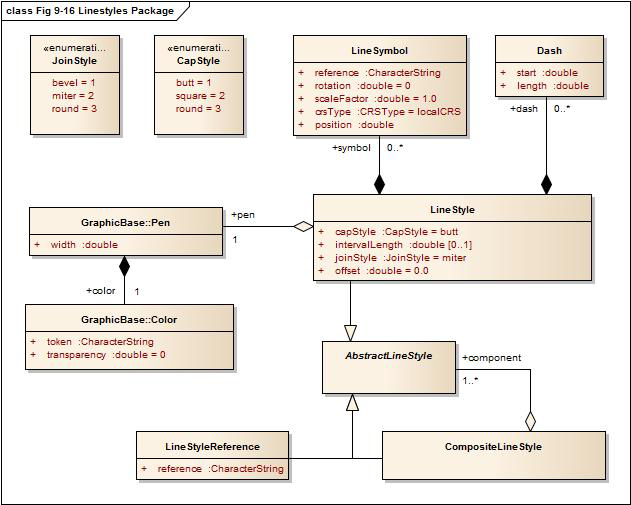 class Fig 9-16 Linestyles Package
«enumerati...
JoinStyle
bevel = 1
miter = 2
round = 3
«enumerati...
CapStyle
butt = 1
square = 2
round = 3
LineSymbol
+ reference :CharacterString
+ rotation :double = 0
+ scaleFactor :double = 1.0
+ crsType :CRSType = localCRS
+ position :double
Dash
+ start :double
+ length :double
+symbol 0..*
+dash 0..*
GraphicBase::Pen
+ width :double
+pen
1
LineStyle
+ capStyle :CapStyle = butt
+ intervalLength :double [0..1]
+ joinStyle :JoinStyle = miter
+ offset :double = 0.0
+color 1
GraphicBase::Color
+ token :CharacterString
+ transparency :double = 0
AbstractLineStyle
+component
1..*
LineStyleReference
+ reference :CharacterString
CompositeLineStyle